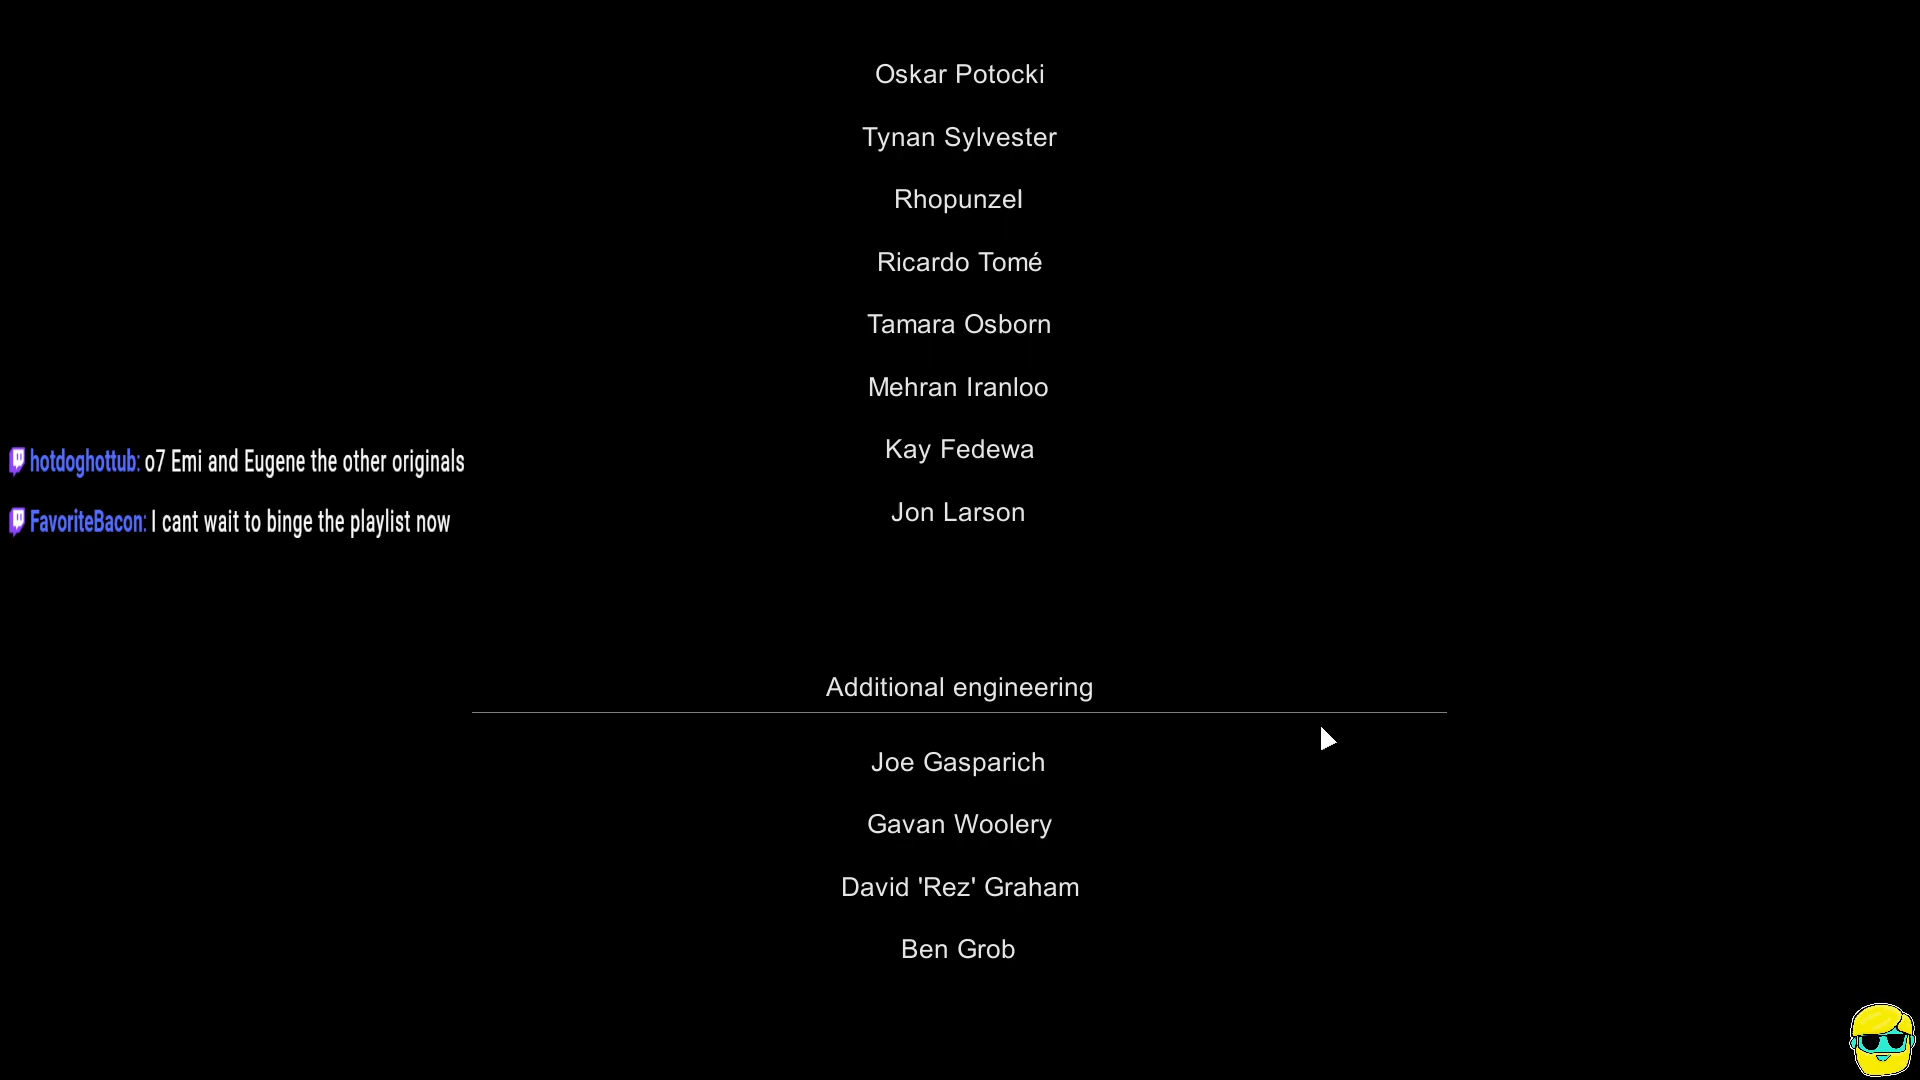 Oskar Potocki
Tynan Sylvester
Rhopunzel
Ricardo Tomé
Tamara Osborn
Mehran Iranloo
Kay Fedewa
Jon Larson
hotdoghottub: o7 Emi and Eugene the other originals
FavoriteBacon: I cant wait to binge the playlist now
Additional engineering
Joe Gasparich
Gavan Woolery
David 'Rez' Graham
Ben Grob